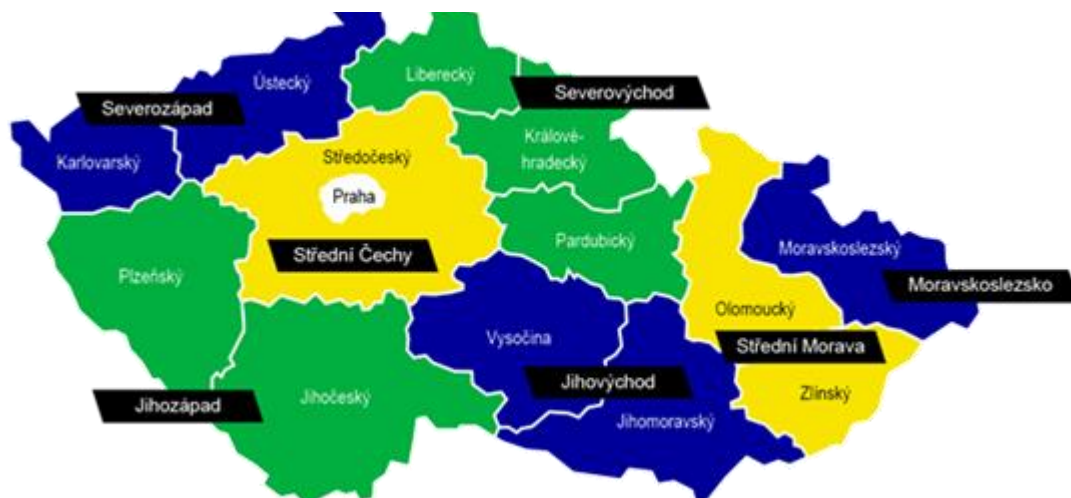 Ústecký
Liberecký
Severozápad
Severovýchod
Karlovarský
Středočeský
Králové-
hradecký
Praha
Plzeňský
Střední Čechy
Pardubický
Moravskoslezský
Moravskoslezsko
Olomoucký
Vysočina
Střední Morava
Jihozápad
Jihočeský
Jihovýchod
Zlínský
Jihomoravský